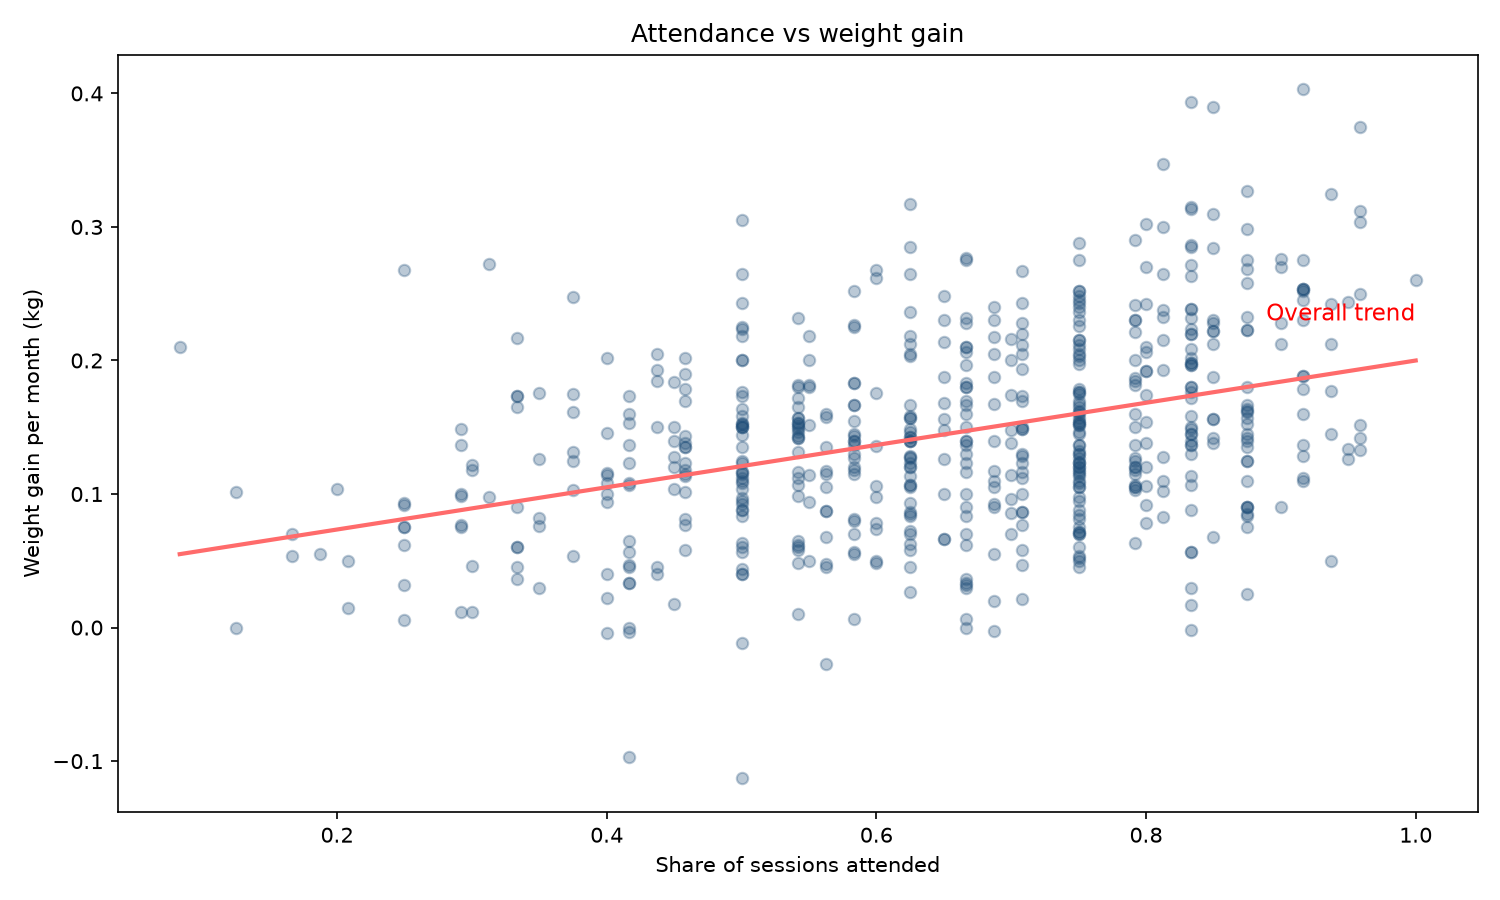 Attendance vs weight gain
0.4
0.3
0.2
0.1
0.0
−0.1
Weight gain per month (kg)
Overall trend
0.2 0.4 0.6 0.8 1.0
Share of sessions attended